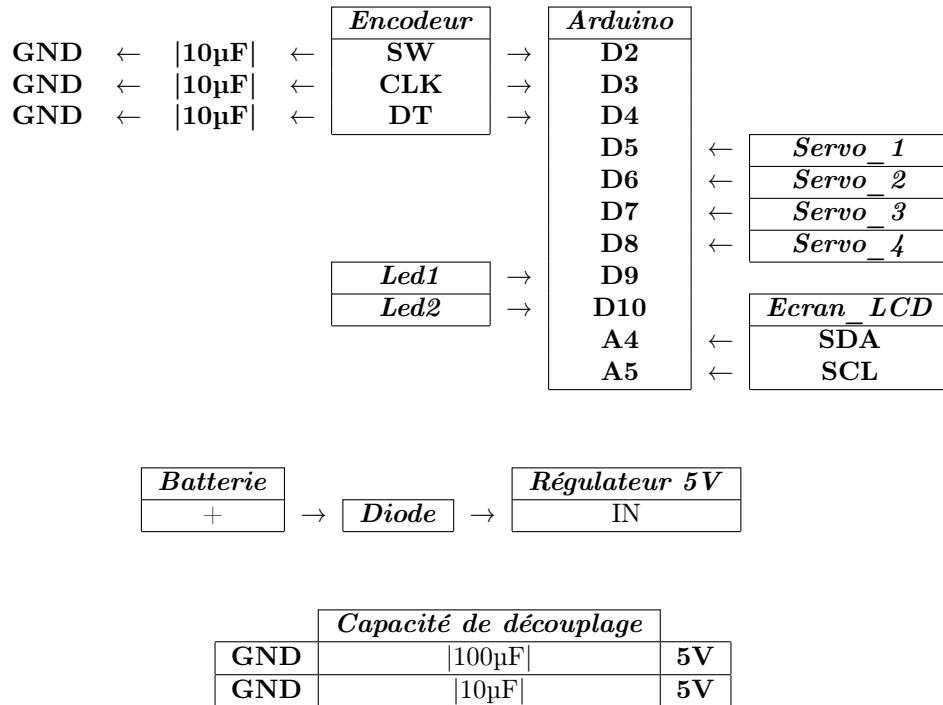 Encodeur Arduino
GND ← |10µF| ← SW → D2
GND ← |10µF| ← CLK → D3
GND ← |10µF| ← DT → D4
D5 ← Servo_1
D6 ← Servo_2
D7 ← Servo_3
D8 ← Servo_4
Led1 → D9
Led2 → D10 Ecran_LCD
A4 ← SDA
A5 ← SCL
Batterie Régulateur 5V
+ → Diode → IN
Capacité de découplage
GND |100µF| 5V
GND |10µF| 5V